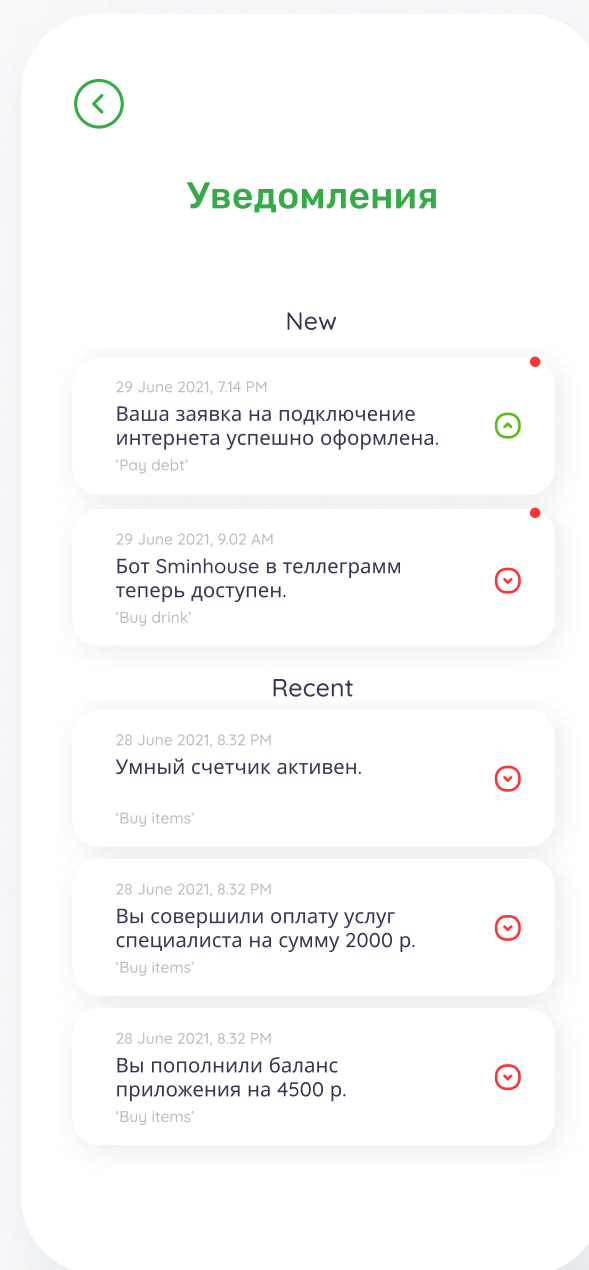 Уведомления
New
29 June 2021, 7.14 PM
Ваша заявка на подключение
интернета успешно оформлена.
‘Pay debt’
29 June 2021, 9.02 AM
Бот Sminhouse в теллеграмм
теперь доступен.
‘Buy drink’
Recent
28 June 2021, 8.32 PM
Умный счетчик активен.
‘Buy items’
28 June 2021, 8.32 PM
Вы совершили оплату услуг
специалиста на сумму 2000 р.
‘Buy items’
28 June 2021, 8.32 PM
Вы пополнили баланс
приложения на 4500 р.
‘Buy items’